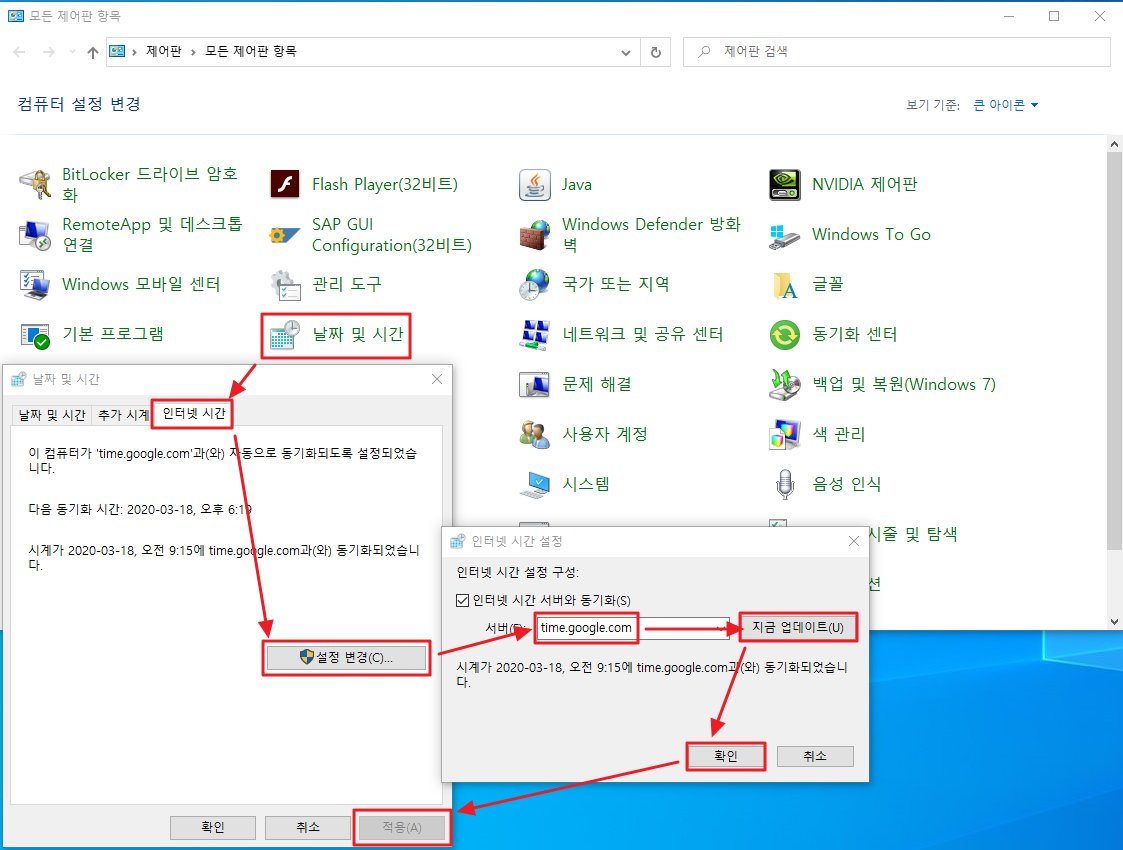 모든 제어판 항목
제어판 > 모든 제어판 항목
제어판 검색
컴퓨터 설정 변경
보기 기준:
큰 아이콘
BitLocker 드라이브 암호
화
Flash Player(32비트)
Java
NVIDIA 제어판
RemoteApp 및 데스크톱
연결
SAP GUI
Configuration(32비트)
Windows Defender 방화
벽
Windows To Go
Windows 모바일 센터
관리 도구
국가 또는 지역
글꼴
기본 프로그램
날짜 및 시간
네트워크 및 공유 센터
동기화 센터
문제 해결
백업 및 복원(Windows 7)
사용자 계정
색 관리
시스템
음성 인식
시줄 및 탐색
션
날짜 및 시간
날짜 및 시간
추가 시계
인터넷 시간
이 컴퓨터가 'time.google.com'과(와) 자동으로 동기화되도록 설정되었습
니다.
다음 동기화 시간: 2020-03-18, 오후 6:19
시계가 2020-03-18, 오전 9:15에 time.google.com과(와) 동기화되었습니
다.
설정 변경(C)...
확인
취소
적용(A)
인터넷 시간 설정
인터넷 시간 설정 구성:
인터넷 시간 서버와 동기화(S)
서버(E):
time.google.com
지금 업데이트(U)
시계가 2020-03-18, 오전 9:15에 time.google.com과(와) 동기화되었습니
다.
확인
취소